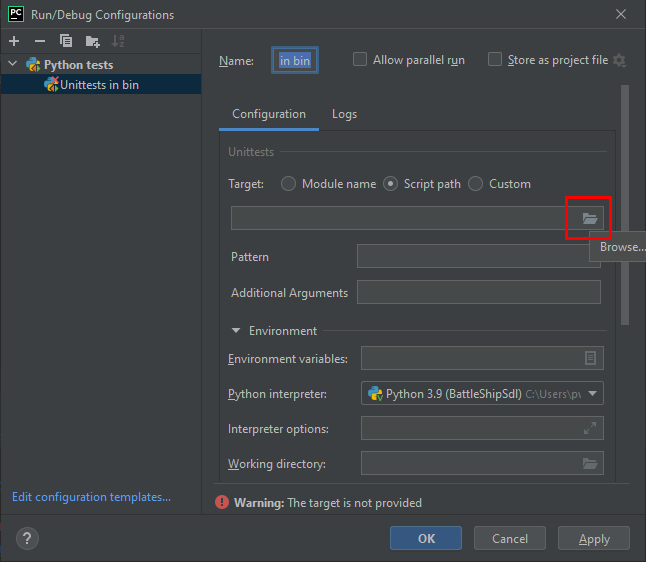 PC Run/Debug Configurations
Python tests
Unittests in bin
Name: in bin Allow parallel run Store as project file
Configuration Logs
Unittests
Target: Module name Script path Custom
Browse...
Pattern
Additional Arguments
Environment
Environment variables:
Python interpreter: Python 3.9 (BattleShipSdl) C:\Users\
Interpreter options:
Working directory:
Edit configuration templates...
Warning: The target is not provided
? OK Cancel Apply